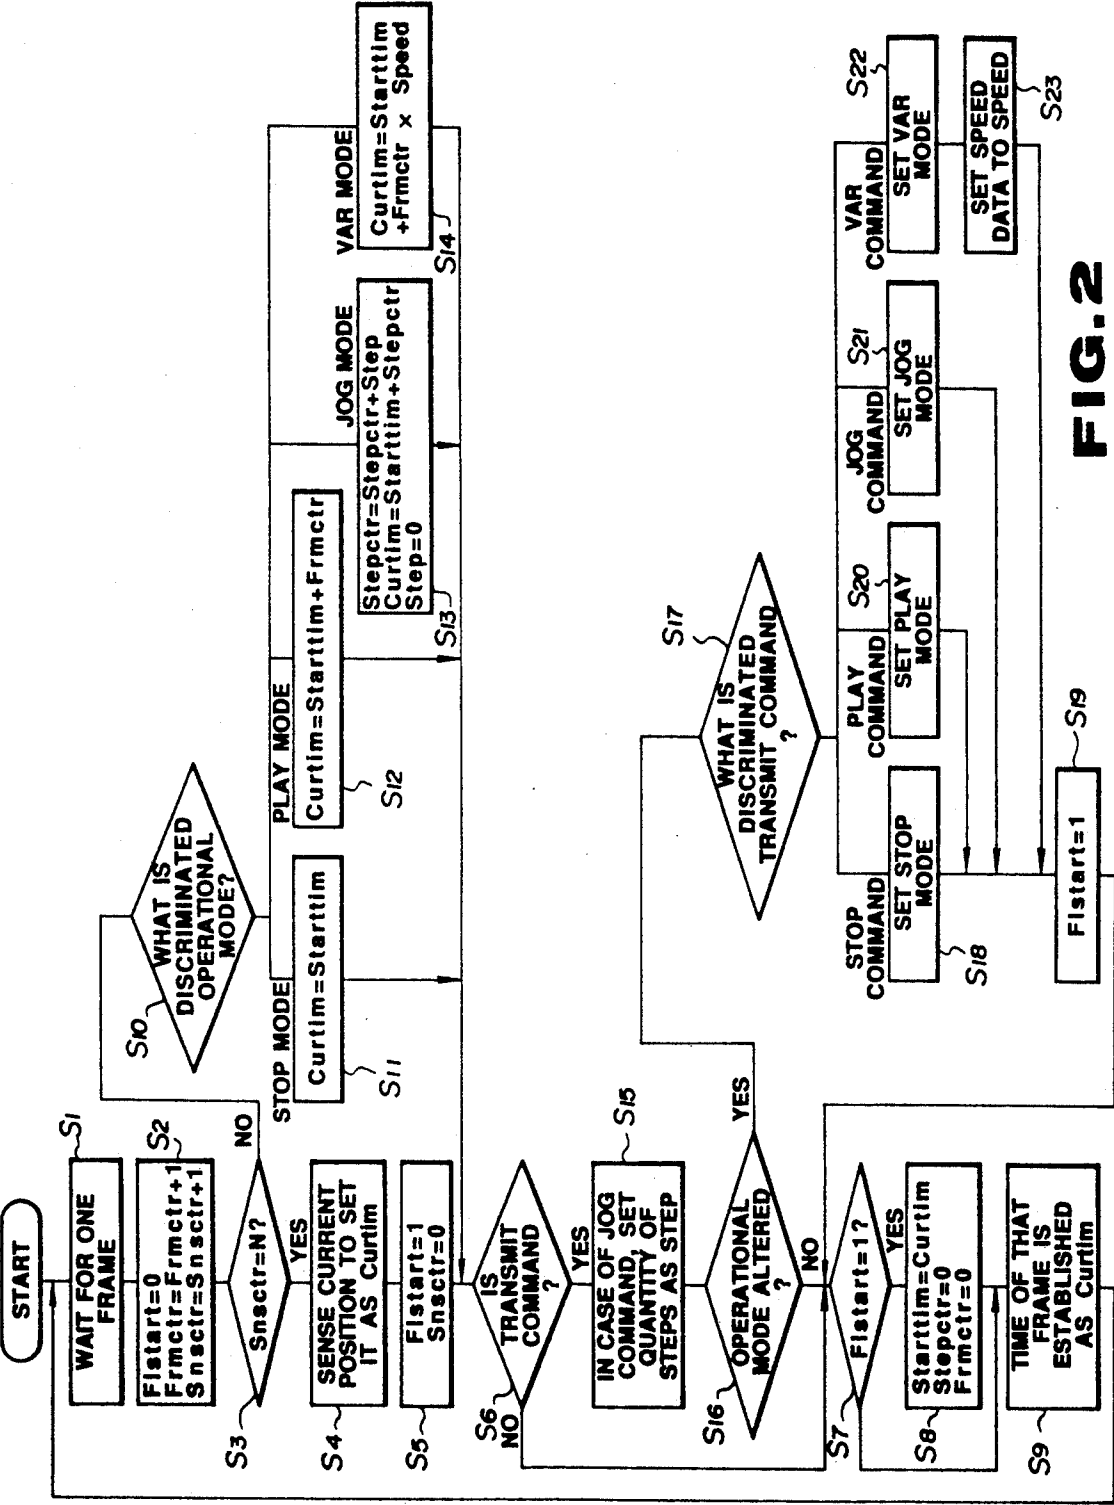 START
S1
WAIT FOR ONE
FRAME
S2
Flstart=0
Frmctr=Frmctr+1
Snsctr=Snsctr+1
S3
Snsctr=N?
NO
YES
S4
SENSE CURRENT
POSITION TO SET
IT AS Curtim
S5
Flstart=1
Snsctr=0
S6
IS
TRANSMIT
COMMAND
?
NO
YES
S15
IN CASE OF JOG
COMMAND, SET
QUANTITY OF
STEPS AS STEP
S16
OPERATIONAL
MODE ALTERED
?
YES
NO
S7
Flstart=1?
YES
S8
Starttim=Curtim
Stepctr=0
Frmctr=0
S9
TIME OF THAT
FRAME IS
ESTABLISHED
AS Curtim
S10
WHAT IS
DISCRIMINATED
OPERATIONAL
MODE?
STOP MODE
Curtim=Starttim
S11
PLAY MODE
Curtim=Starttim+Frmctr
S12
JOG MODE
Stepctr=Stepctr+Step
Curtim=Starttim+Stepctr
Step=0
S13
VAR MODE
Curtim=Starttim
+Frmctr × Speed
S14
S17
WHAT IS
DISCRIMINATED
TRANSMIT COMMAND
?
STOP
COMMAND
SET STOP
MODE
S18
PLAY
COMMAND
S20
SET PLAY
MODE
JOG
COMMAND
S21
SET JOG
MODE
VAR
COMMAND
S22
SET VAR
MODE
SET SPEED
DATA TO SPEED
S23
S19
Flstart=1
FIG.2